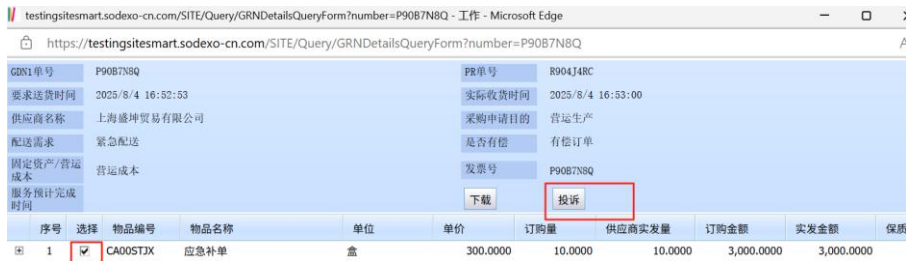 testingsitesmart.sodexo-cn.com/SITE/Query/GRNDetailsQueryForm?number=P90B7N8Q - 工作 - Microsoft Edge
https://testingsitesmart.sodexo-cn.com/SITE/Query/GRNDetailsQueryForm?number=P90B7N8Q
GDN1单号 P90B7N8Q PR单号 R904J4RC
要求送货时间 2025/8/4 16:52:53 实际收货时间 2025/8/4 16:53:00
供应商名称 上海盛坤贸易有限公司 采购申请目的 营运生产
配送需求 紧急配送 是否有偿 有偿订单
固定资产/营运成本 营运成本 发票号 P90B7N8Q
服务预计完成时间 下载 投诉
序号 选择 物品编号 物品名称 单位 单价 订购量 供应商实发量 订购金额 实发金额 保质
1 CA00STJX 应急补单 盒 300.0000 10.0000 10.0000 3,000.0000 3,000.0000